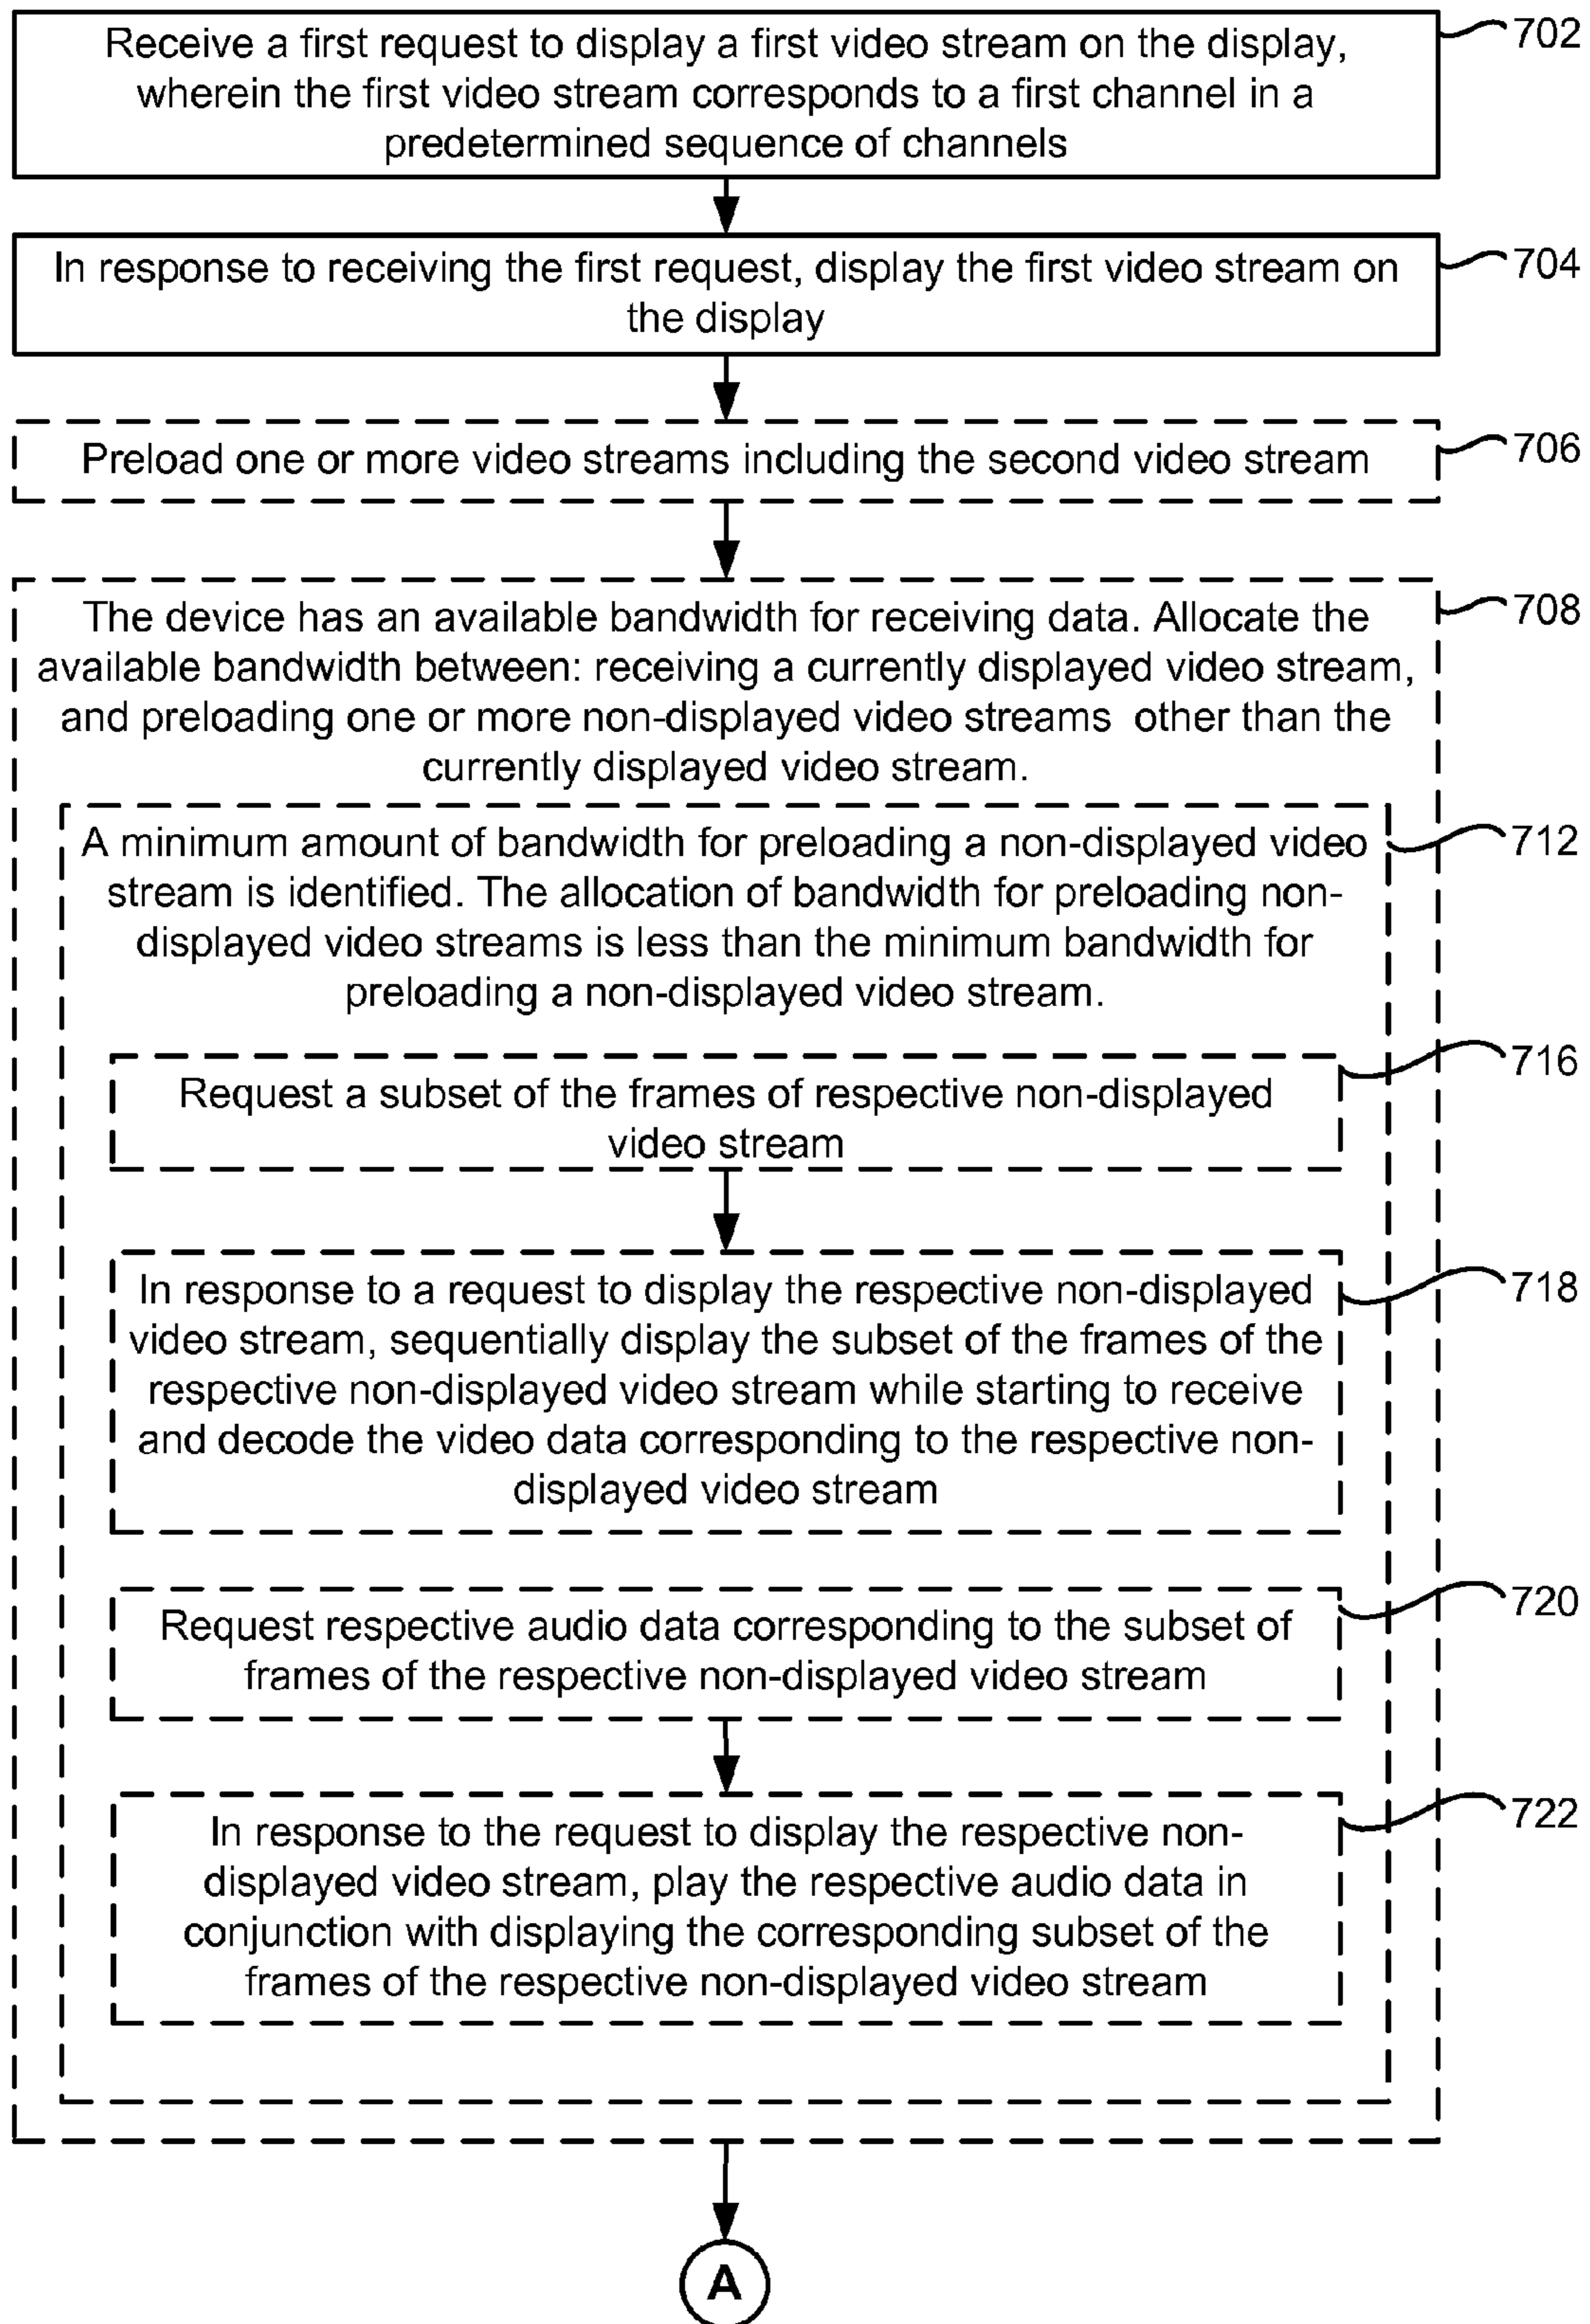 Receive a first request to display a first video stream on the display,
wherein the first video stream corresponds to a first channel in a
predetermined sequence of channels
702
In response to receiving the first request, display the first video stream on
the display
704
Preload one or more video streams including the second video stream
706
The device has an available bandwidth for receiving data. Allocate the
available bandwidth between: receiving a currently displayed video stream,
and preloading one or more non-displayed video streams other than the
currently displayed video stream.
708
A minimum amount of bandwidth for preloading a non-displayed video
stream is identified. The allocation of bandwidth for preloading non-
displayed video streams is less than the minimum bandwidth for
preloading a non-displayed video stream.
712
Request a subset of the frames of respective non-displayed
video stream
716
In response to a request to display the respective non-displayed
video stream, sequentially display the subset of the frames of the
respective non-displayed video stream while starting to receive
and decode the video data corresponding to the respective non-
displayed video stream
718
Request respective audio data corresponding to the subset of
frames of the respective non-displayed video stream
720
In response to the request to display the respective non-
displayed video stream, play the respective audio data in
conjunction with displaying the corresponding subset of the
frames of the respective non-displayed video stream
722
A